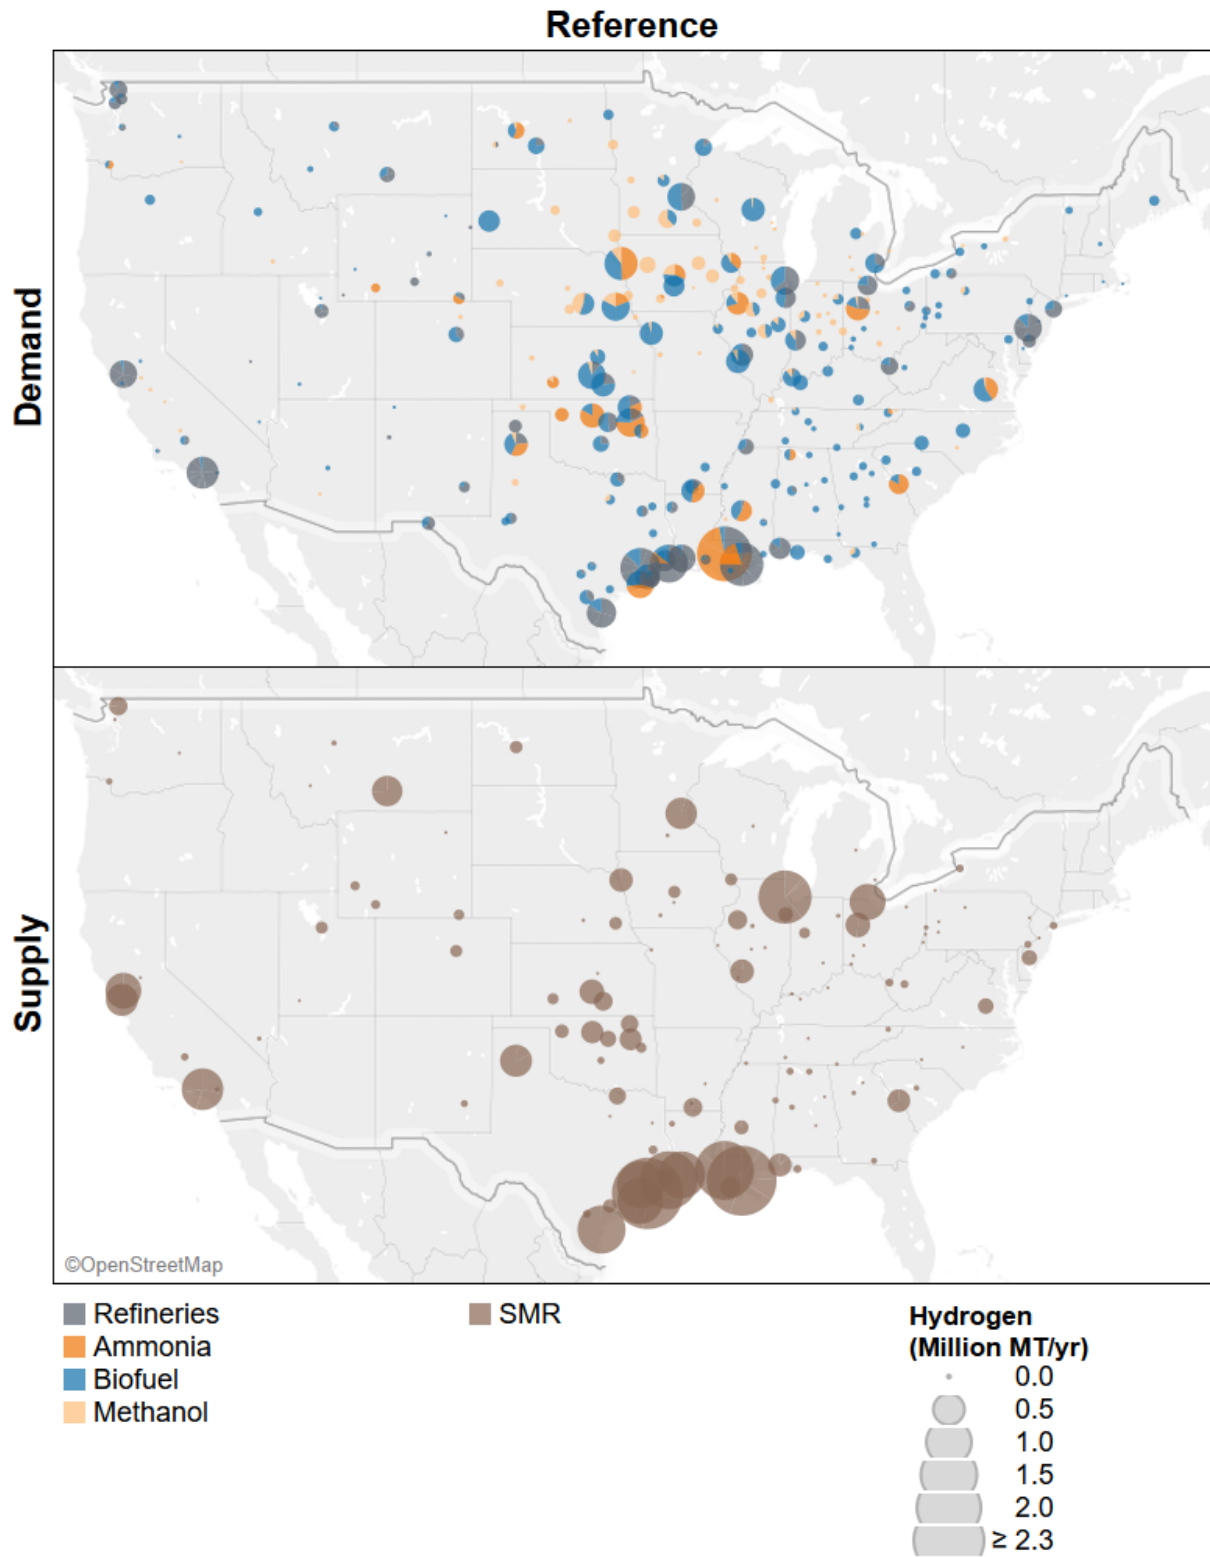 Reference
Demand
Supply
©OpenStreetMap
Refineries
Ammonia
Biofuel
Methanol
SMR
Hydrogen
(Million MT/yr)
0.0
0.5
1.0
1.5
2.0
≥ 2.3